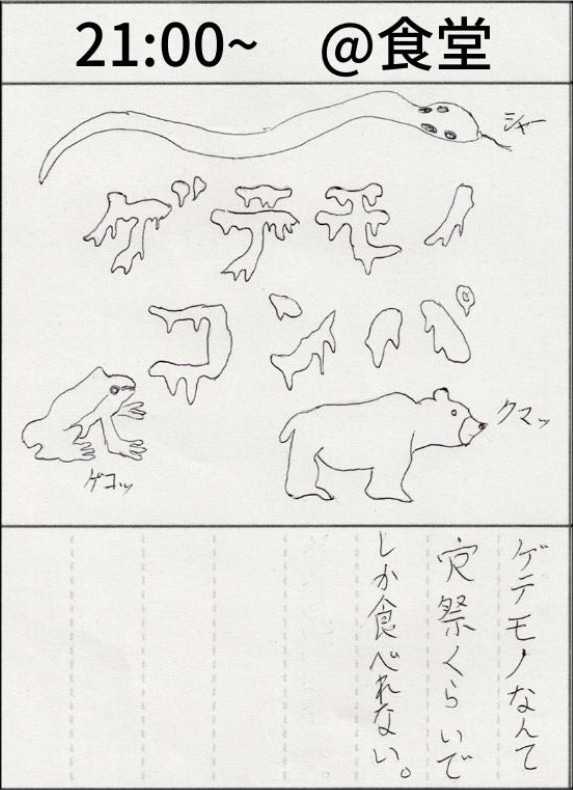 21:00~ @食堂
シャー
ゲテモノ
コンパ
クマッ
ゲコッ
ゲテモノなんて
穴祭くらいで
しか食べれない。